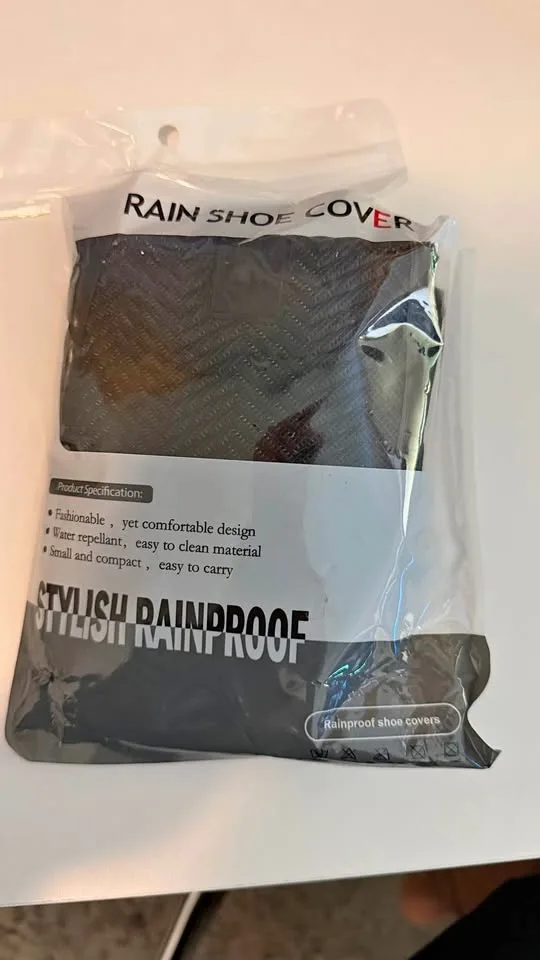 RAIN SHOE COVER
Product Specification:
• Fashionable , yet comfortable design
• Water repellant, easy to clean material
• Small and compact , easy to carry
STYLISH RAINPROOF
Rainproof shoe covers